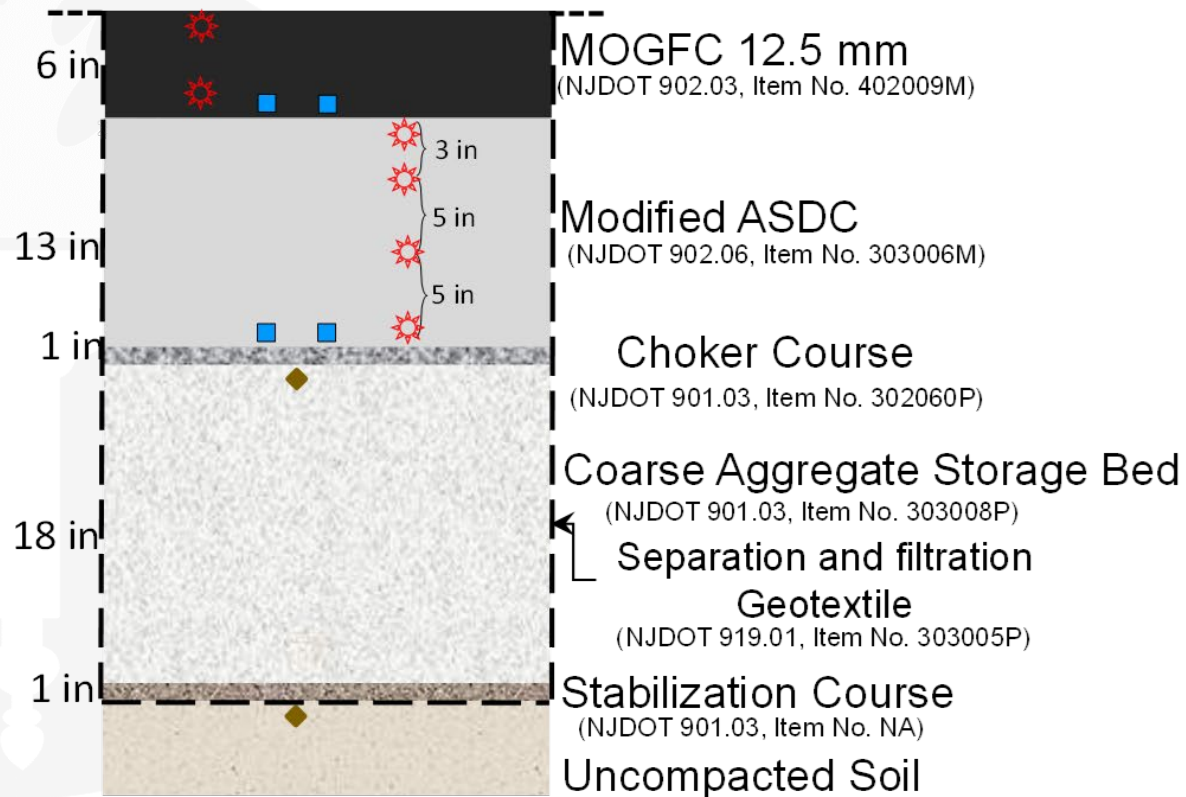 6 in
MOGFC 12.5 mm
(NJDOT 902.03, Item No. 402009M)
3 in
5 in
Modified ASDC
13 in
(NJDOT 902.06, Item No. 303006M)
5 in
1 in
Choker Course
(NJDOT 901.03, Item No. 302060P)
Coarse Aggregate Storage Bed
(NJDOT 901.03, Item No. 303008P)
18 in
Separation and filtration
Geotextile
(NJDOT 919.01, Item No. 303005P)
1 in
Stabilization Course
(NJDOT 901.03, Item No. NA)
Uncompacted Soil